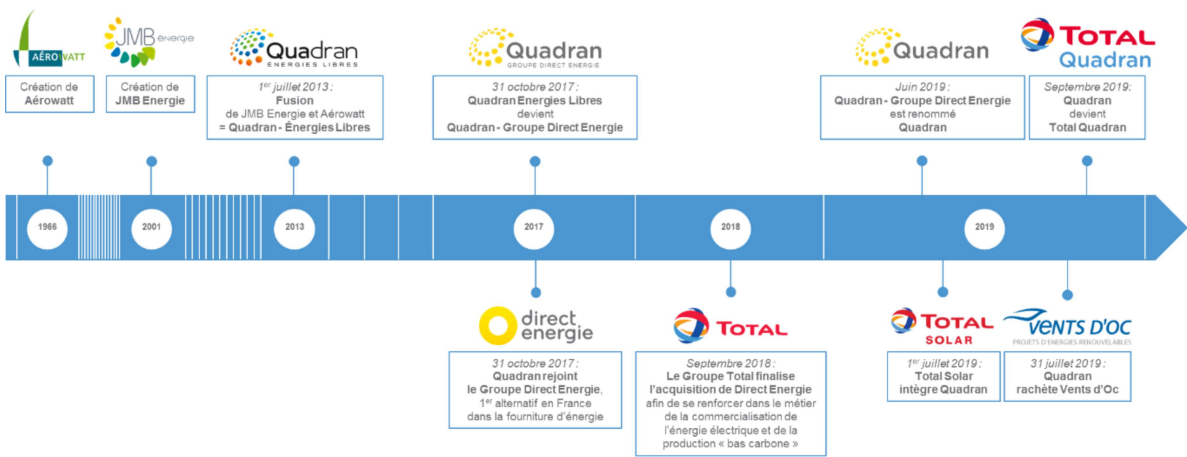 AÉROWATT
Création de
Aérowatt
JMB energie
Création de
JMB Energie
Quadran
ENERGIES LIBRES
1er juillet 2013 :
Fusion
de JMB Energie et Aérowatt
= Quadran - Énergies Libres
Quadran
GROUPE DIRECT ENERGIE
31 octobre 2017 :
Quadran Energies Libres
devient
Quadran - Groupe Direct Energie
Quadran
Juin 2019 :
Quadran - Groupe Direct Energie
est renommé
Quadran
TOTAL
Quadran
Septembre 2019:
Quadran
devient
Total Quadran
1966
2001
2013
2017
2018
2019
direct
energie
31 octobre 2017 :
Quadran rejoint
le Groupe Direct Energie,
1er alternatif en France
dans la fourniture d'énergie
TOTAL
Septembre 2018 :
Le Groupe Total finalise
l'acquisition de Direct Energie
afin de se renforcer dans le métier
de la commercialisation de
l'énergie électrique et de la
production « bas carbone »
TOTAL
SOLAR
1er juillet 2019 :
Total Solar
intègre Quadran
VENTS D'OC
PROJETS D'ENERGIES RENOUVELABLES
31 juillet 2019 :
Quadran
rachète Vents d'Oc